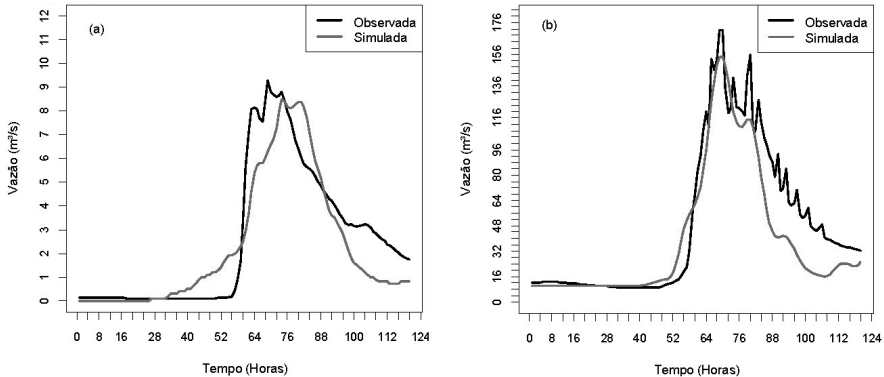 (a)
Observada
Simulada
Vazão (m³/s)
12
11
10
9
8
7
6
5
4
3
2
1
0
0 8 16 28 40 52 64 76 88 100 112 124
Tempo (Horas)
(b)
Observada
Simulada
Vazão (m³/s)
176
156
136
116
96
80
64
48
32
16
0
0 8 16 28 40 52 64 76 88 100 112 124
Tempo (Horas)